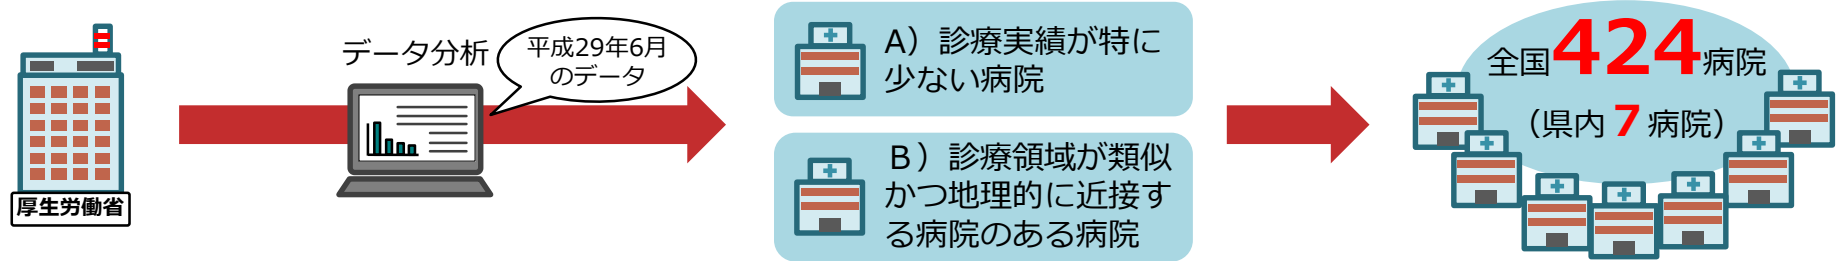 厚生労働省
データ分析
平成29年6月
のデータ
A）診療実績が特に
少ない病院
B）診療領域が類似
かつ地理的に近接す
る病院のある病院
全国424病院
（県内７病院）